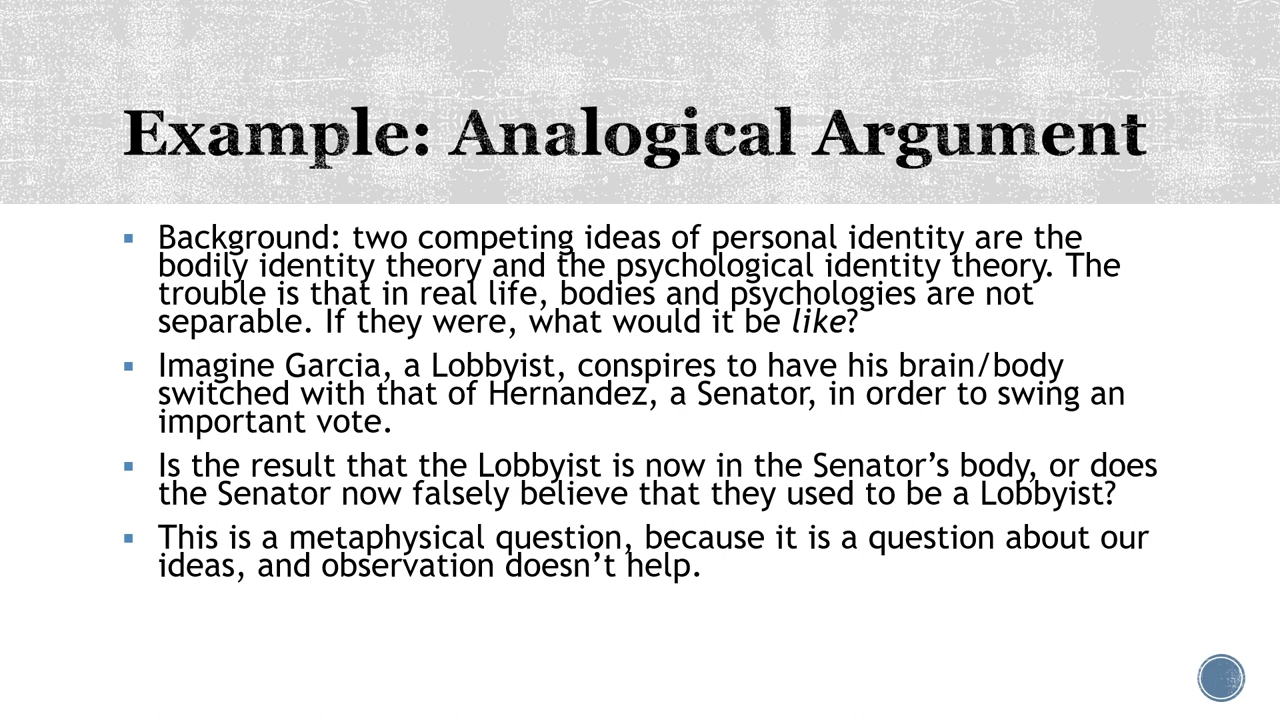 Example: Analogical Argument
▪ Background: two competing ideas of personal identity are the
bodily identity theory and the psychological identity theory. The
trouble is that in real life, bodies and psychologies are not
separable. If they were, what would it be like?
▪ Imagine Garcia, a Lobbyist, conspires to have his brain/body
switched with that of Hernandez, a Senator, in order to swing an
important vote.
▪ Is the result that the Lobbyist is now in the Senator’s body, or does
the Senator now falsely believe that they used to be a Lobbyist?
▪ This is a metaphysical question, because it is a question about our
ideas, and observation doesn’t help.